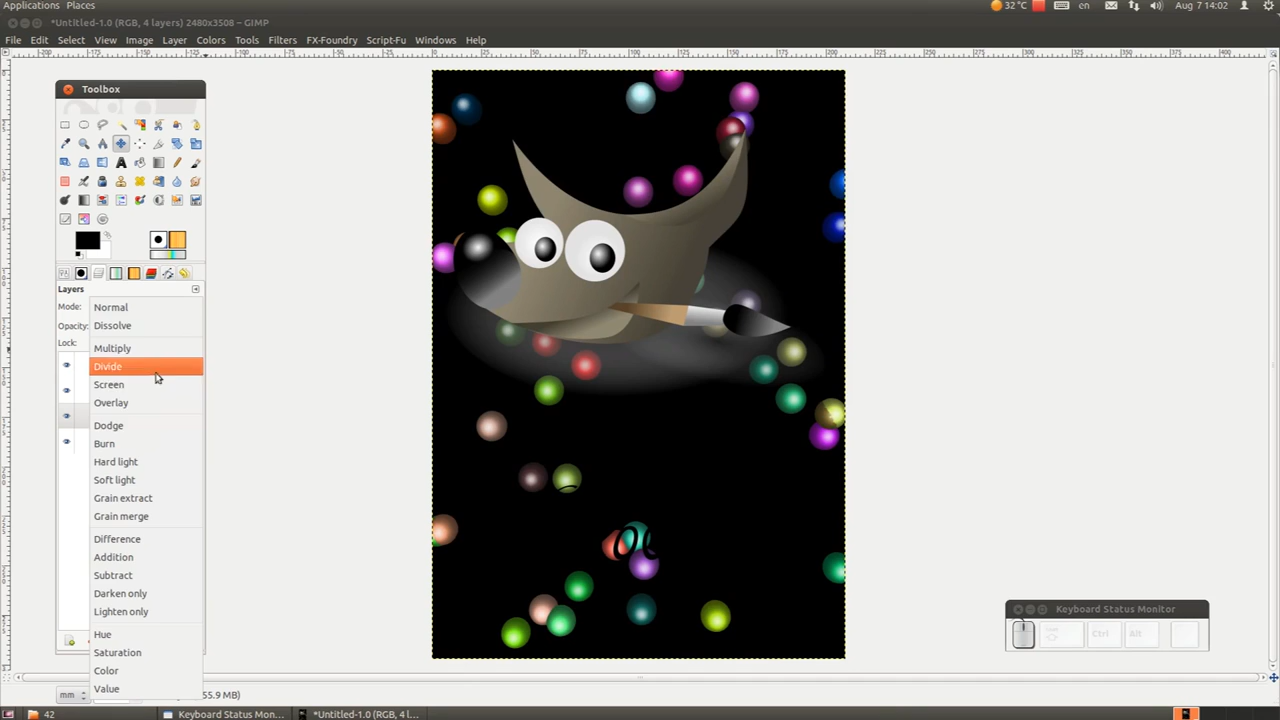 Applications Places 32 °C en Aug 7 14:02
*Untitled-1.0 (RGB, 4 layers) 2480x3508 – GIMP
File Edit Select View Image Layer Colors Tools Filters FX-Foundry Script-Fu Windows Help
Toolbox
Layers
Mode: Normal
Opacity: Dissolve
Lock:
Multiply
Divide
Screen
Overlay
Dodge
Burn
Hard light
Soft light
Grain extract
Grain merge
Difference
Addition
Subtract
Darken only
Lighten only
Hue
Saturation
Color
Value
Keyboard Status Monitor
Ctrl Alt
mm 55.9 MB)
42 Keyboard Status Mon... *Untitled-1.0 (RGB, 4 l...